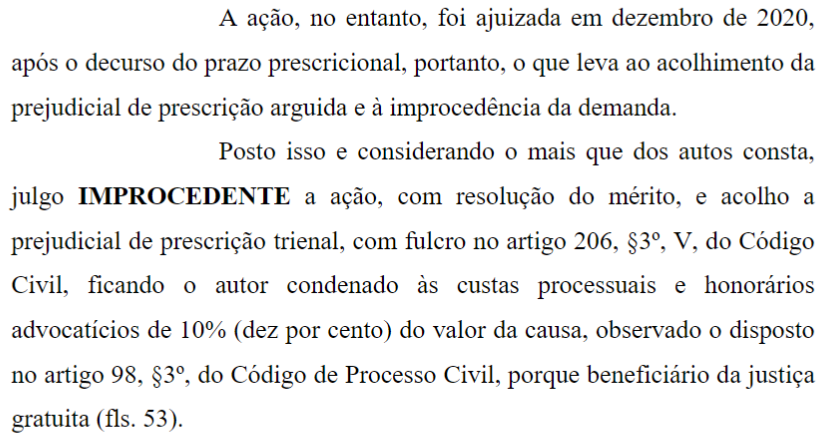 A ação, no entanto, foi ajuizada em dezembro de 2020,
após o decurso do prazo prescricional, portanto, o que leva ao acolhimento da
prejudicial de prescrição arguida e à improcedência da demanda.
Posto isso e considerando o mais que dos autos consta,
julgo IMPROCEDENTE a ação, com resolução do mérito, e acolho a
prejudicial de prescrição trienal, com fulcro no artigo 206, §3º, V, do Código
Civil, ficando o autor condenado às custas processuais e honorários
advocatícios de 10% (dez por cento) do valor da causa, observado o disposto
no artigo 98, §3º, do Código de Processo Civil, porque beneficiário da justiça
gratuita (fls. 53).